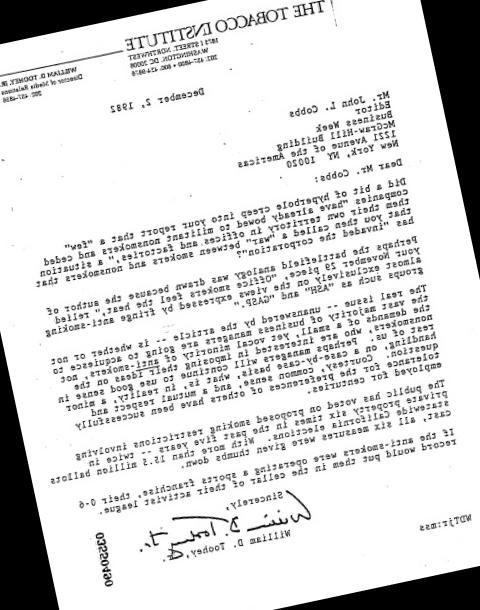 THE TOBACCO INSTITUTE
1875 I STREET, NORTHWEST
WASHINGTON, DC 20006
202-457-4800 • 800-424-9876
WILLIAM D. TOOHEY, JR.
Director of Media Relations
202-457-4856
December 2, 1982
Mr. John L. Cobbs
Editor
Business Week
McGraw-Hill Building
1221 Avenue of the Americas
New York, NY 10020
Dear Mr. Cobbs:
Did a bit of hyperbole creep into your report that a "few"
companies "have already bowed to militant nonsmokers and ceded
them their own territory in offices and factories," a situation
that you then called a "war" between smokers and nonsmokers that
has "invaded the corporation"?
Perhaps the battlefield analogy was drawn because the author of
your November 29 piece, "Office smokers feel the heat," relied
almost exclusively on the views expressed by fringe anti-smoking
groups such as "ASH" and "GASP."
The real issue -- unanswered by the article -- is whether or not
the vast majority of business managers are going to acquiesce to
the demands of a small, yet vocal minority of anti-smokers, not
nonsmokers, who are interested in imposing their ideas on the
rest of us. Perhaps managers will continue to use good sense in
handling, on a case-by-case basis, what is, in reality, a minor
question. Courtesy, common sense, and a mutual respect and
tolerance for the preferences of others have been successfully
employed for centuries.
The public has voted on proposed smoking restrictions involving
private property six times in the past five years -- twice in
statewide California elections. With more than 15.5 million ballots
cast, all six measures were given thumbs down.
If the anti-smokers were operating a sports franchise, their 0-6
record would put them in the cellar of their activist league.
Sincerely,
William D. Toohey, Jr.
William D. Toohey, Jr.
WDTjr:mss
03550490